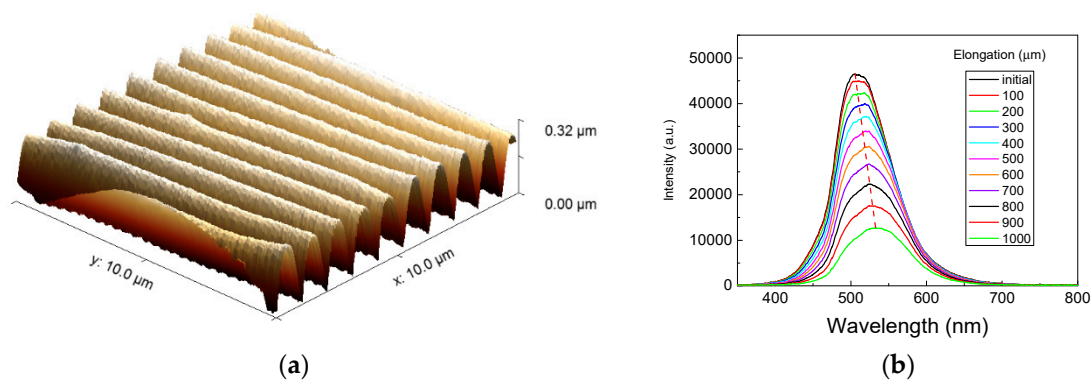 0.32 µm
0.00 µm
y: 10.0 µm
x: 10.0 µm
(a)
50000
40000
30000
20000
10000
0
Intensity (a.u.)
400
500
600
700
800
Wavelength (nm)
Elongation (µm)
initial
100
200
300
400
500
600
700
800
900
1000
(b)